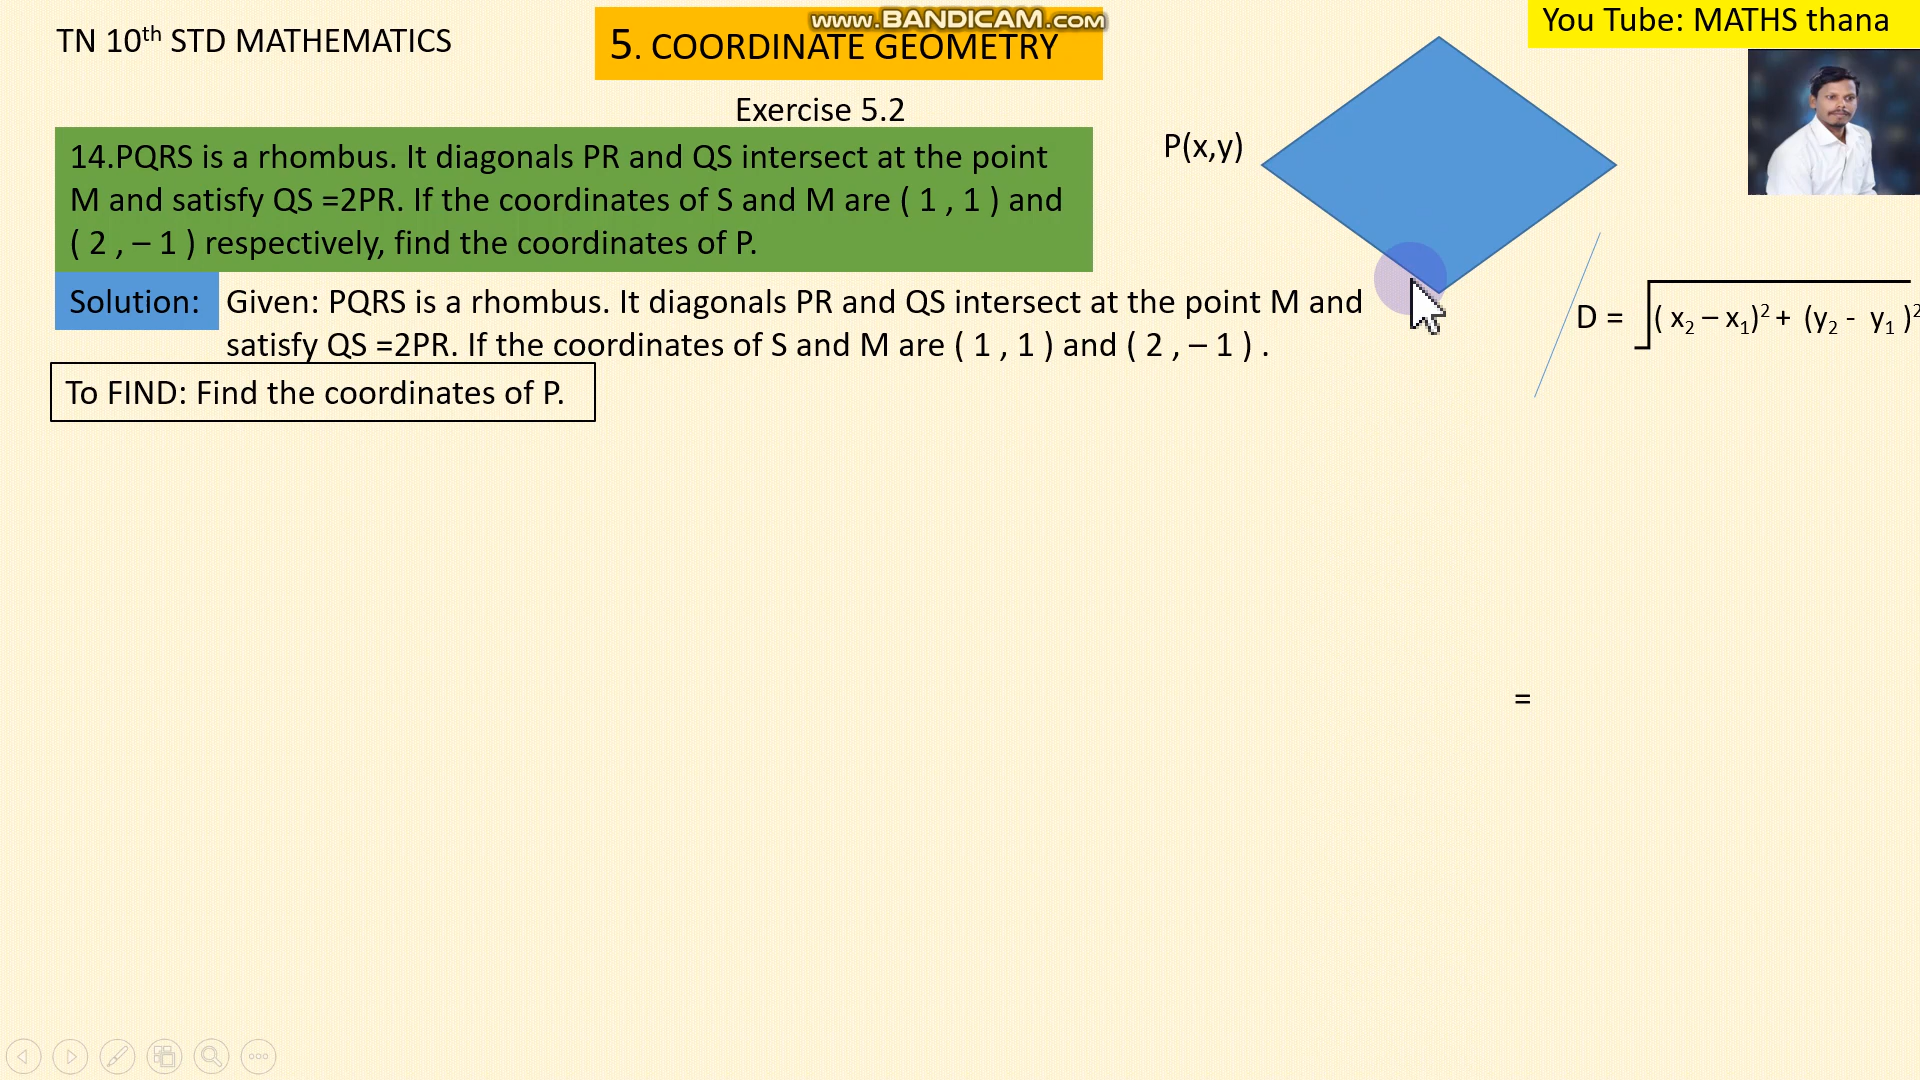 www.BANDICAM.com
You Tube: MATHS thana
TN 10th STD MATHEMATICS
5. COORDINATE GEOMETRY
Exercise 5.2
14.PQRS is a rhombus. It diagonals PR and QS intersect at the point
M and satisfy QS =2PR. If the coordinates of S and M are ( 1 , 1 ) and
( 2 , – 1 ) respectively, find the coordinates of P.
P(x,y)
Solution:
Given: PQRS is a rhombus. It diagonals PR and QS intersect at the point M and
satisfy QS =2PR. If the coordinates of S and M are ( 1 , 1 ) and ( 2 , – 1 ) .
D = √( x₂ – x₁)² + (y₂ - y₁ )²
To FIND: Find the coordinates of P.
=